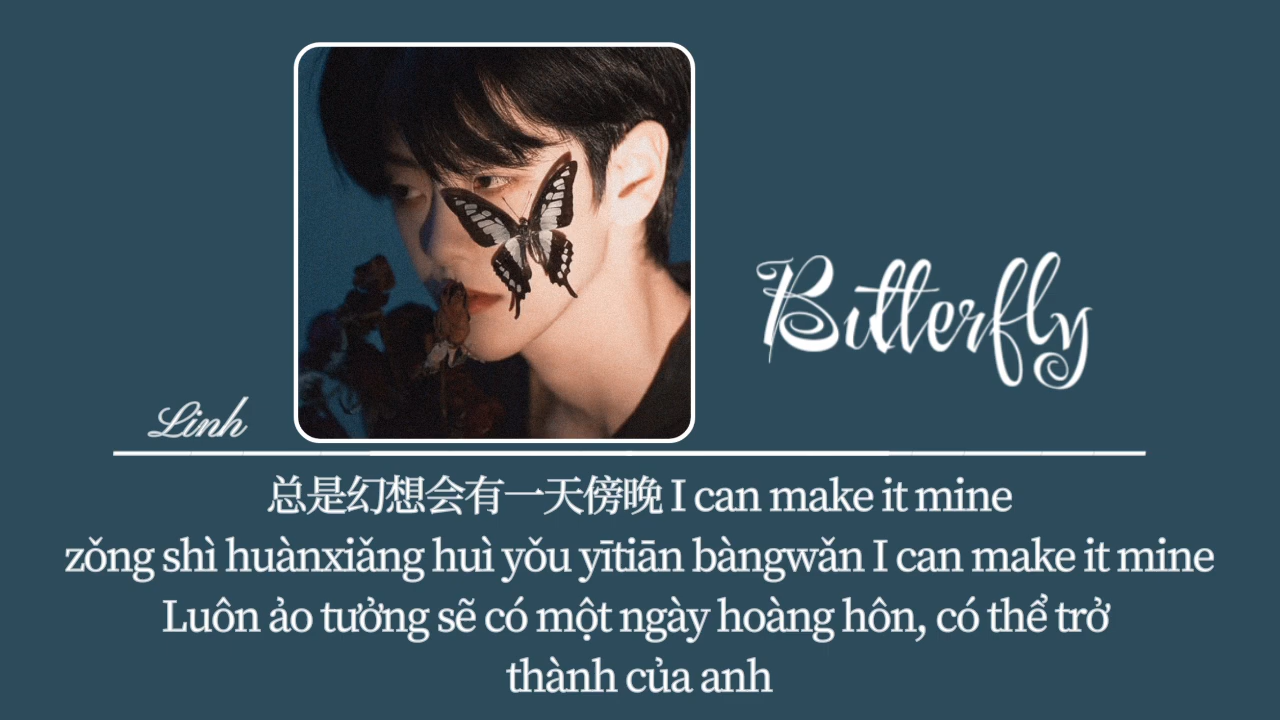 Butterfly
Linh
总是幻想会有一天傍晚 I can make it mine
zǒng shì huànxiǎng huì yǒu yītiān bàngwǎn I can make it mine
Luôn ảo tưởng sẽ có một ngày hoàng hôn, có thể trở
thành của anh